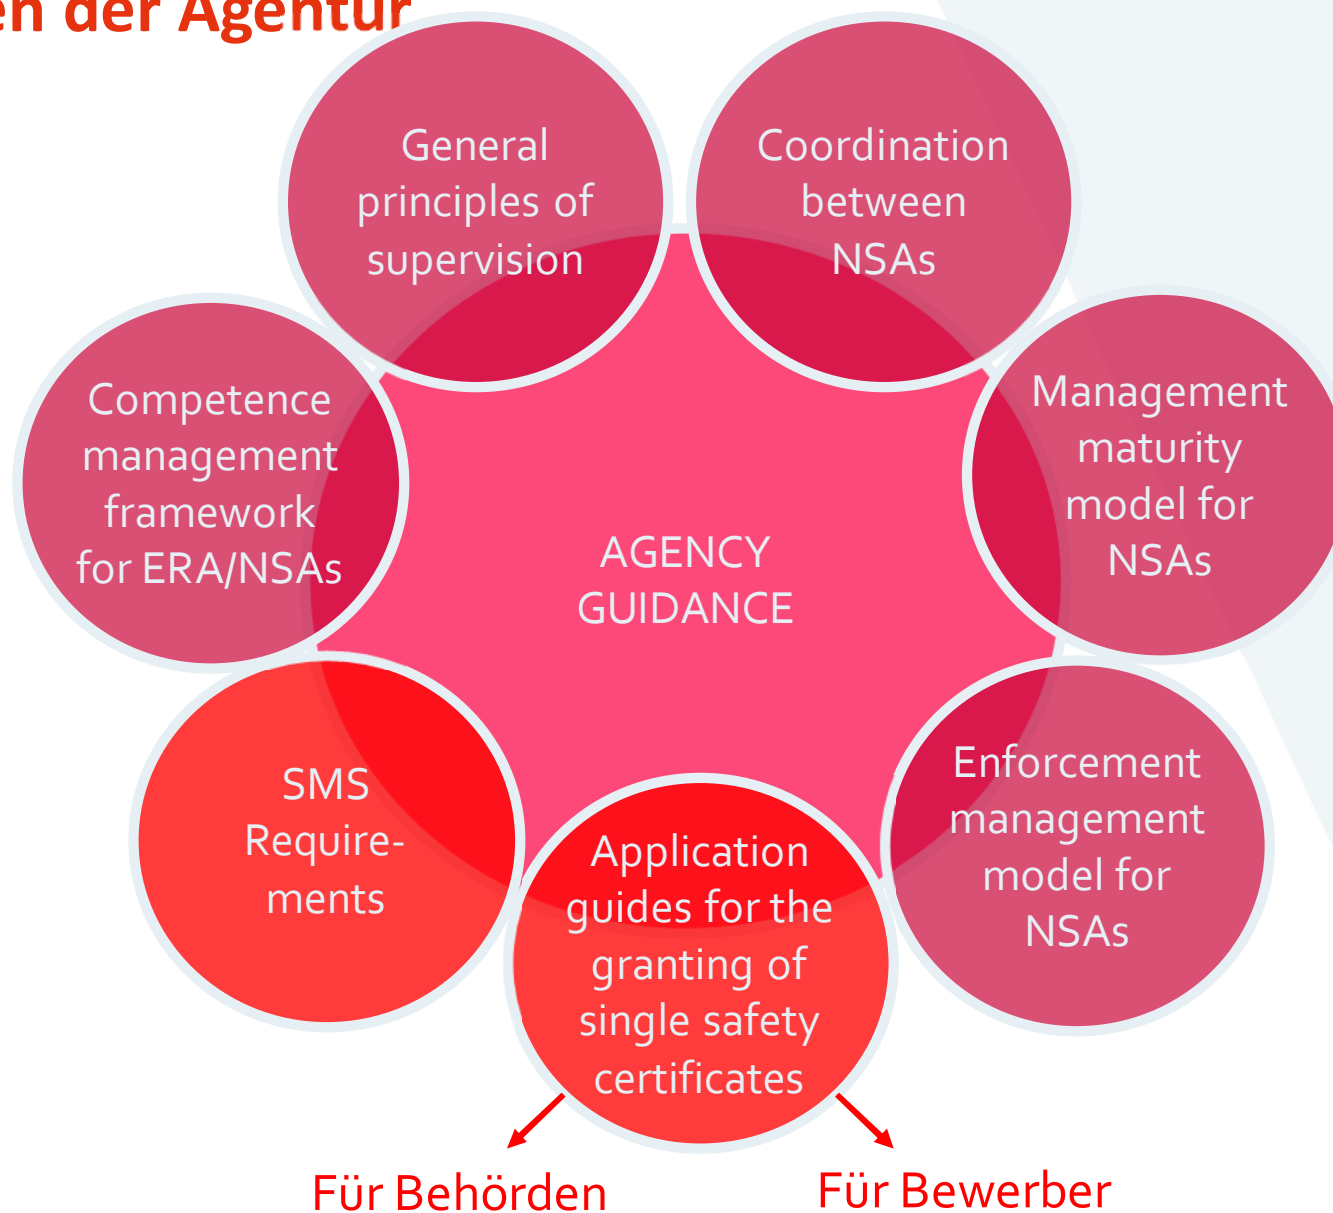 der Agentur
General
principles of
supervision
Coordination
between
NSAs
Competence
management
framework
for ERA/NSAs
Management
maturity
model for
NSAs
AGENCY
GUIDANCE
SMS
Require-
ments
Application
guides for the
granting of
single safety
certificates
Enforcement
management
model for
NSAs
Für Behörden
Für Bewerber